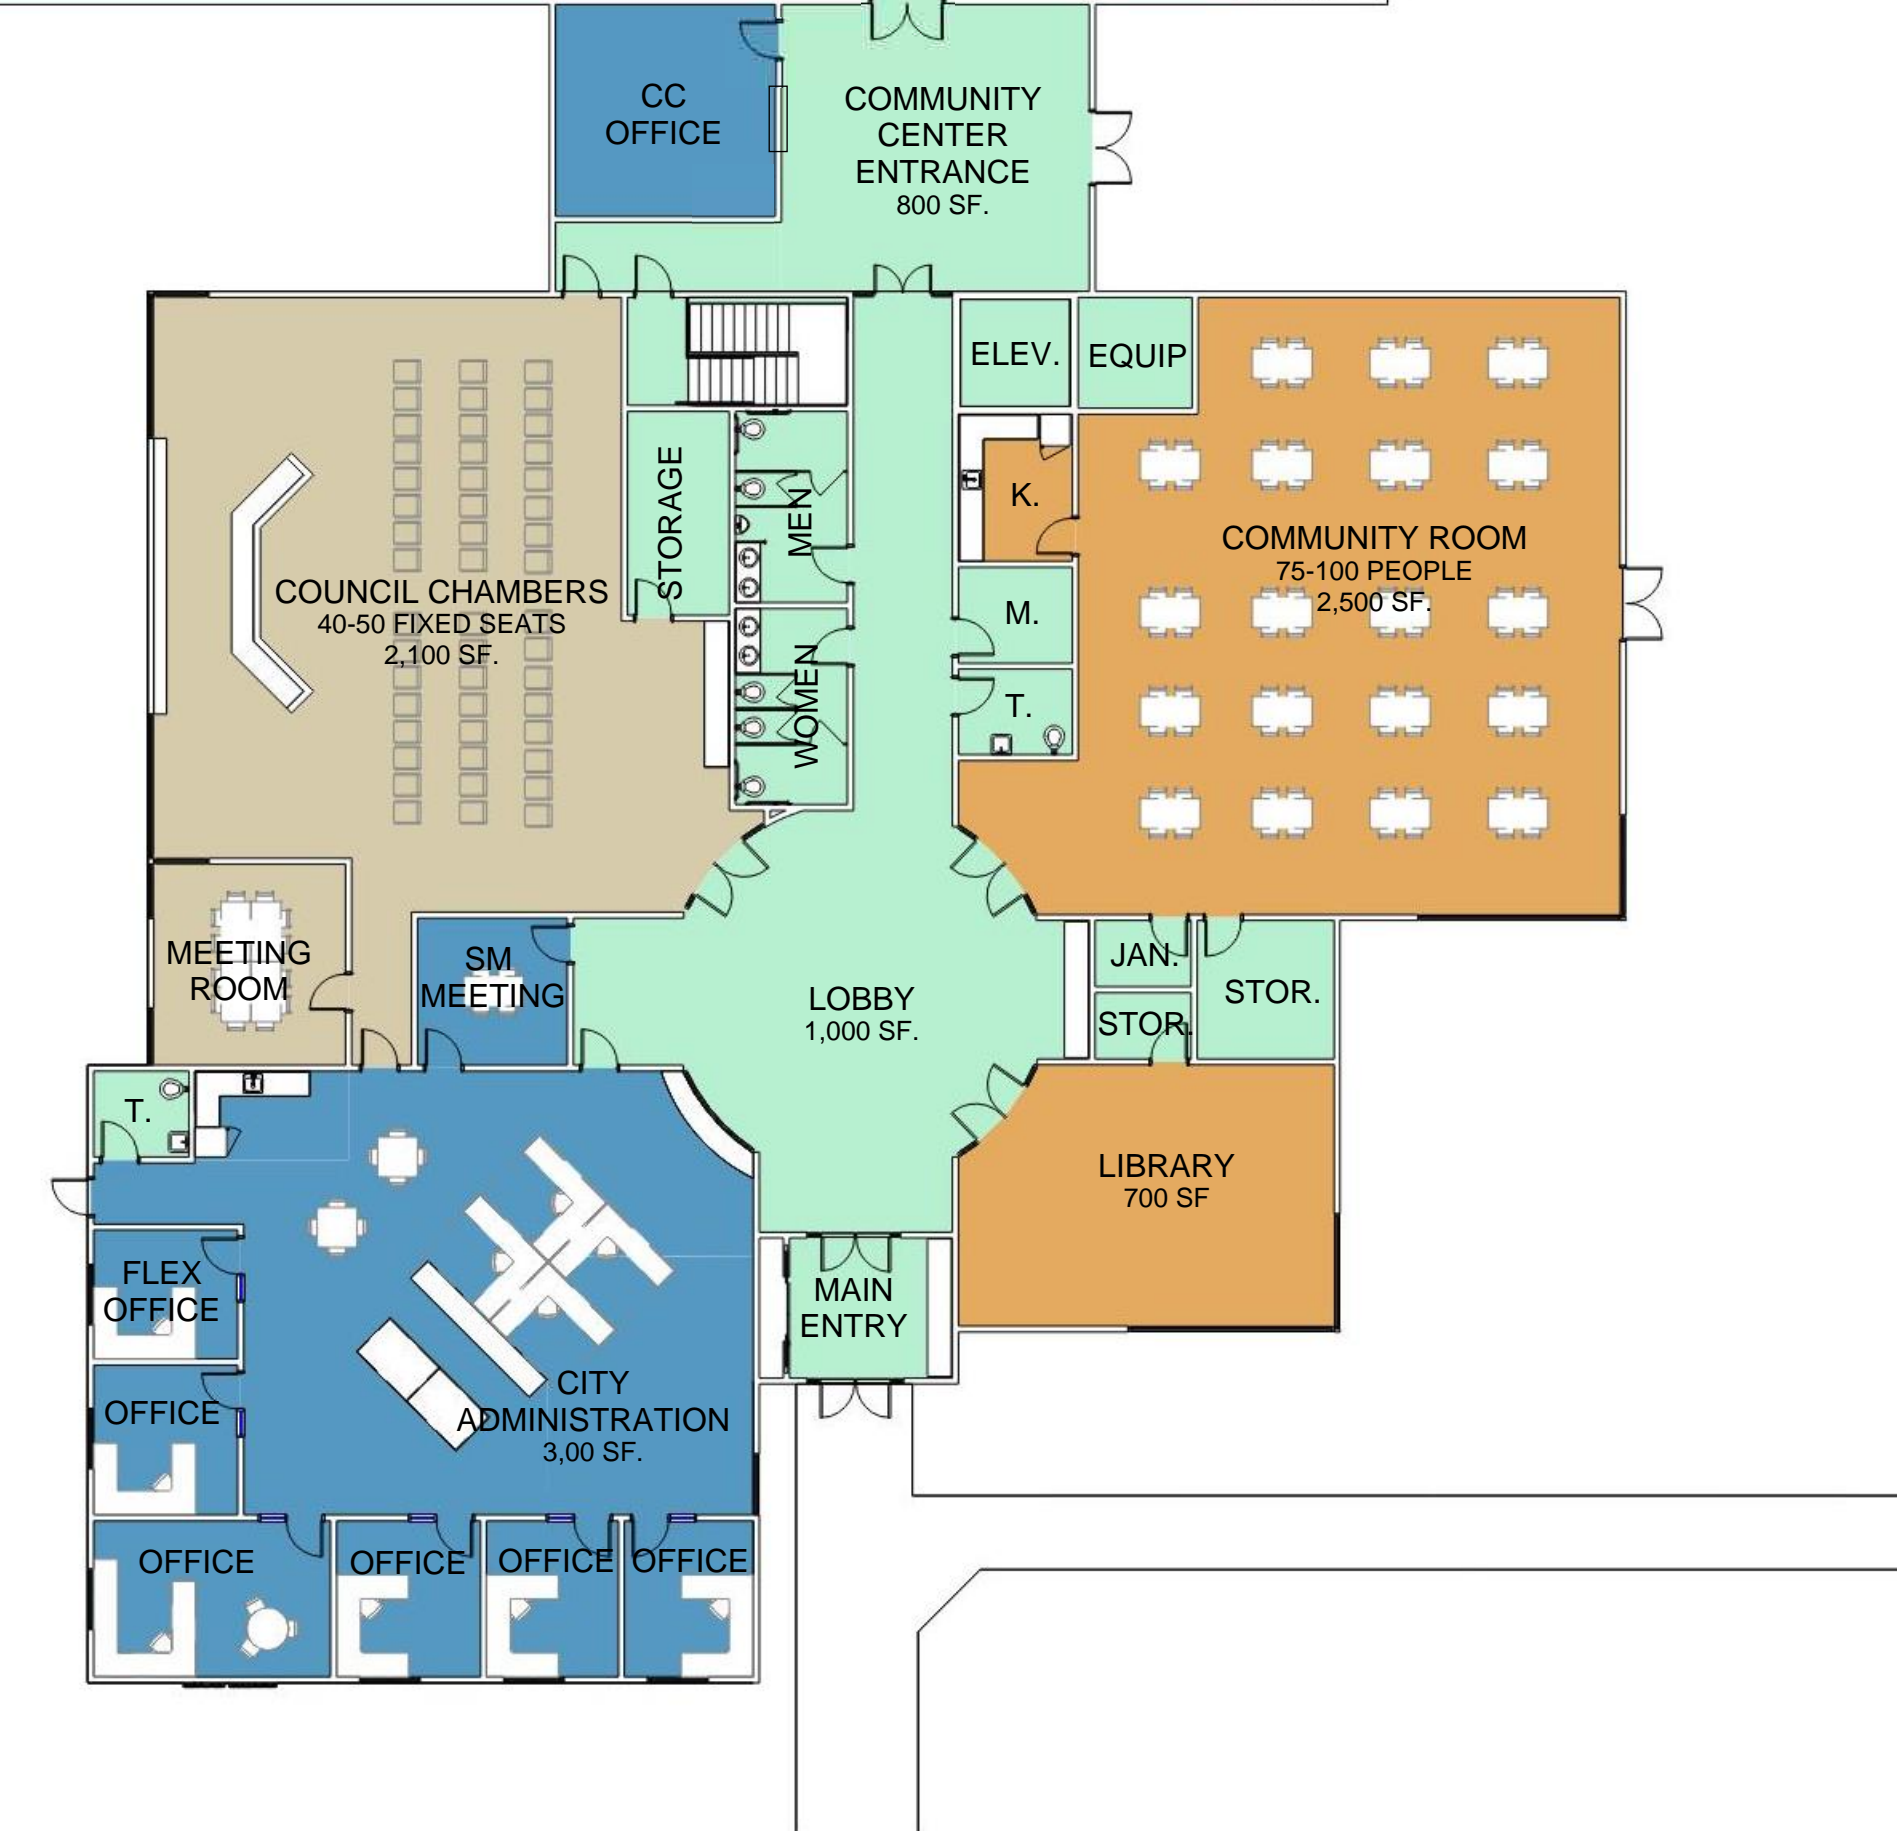 CC
OFFICE
COMMUNITY
CENTER
ENTRANCE
800 SF.
ELEV.
EQUIP
STORAGE
MEN
WOMEN
K.
M.
T.
COMMUNITY ROOM
75-100 PEOPLE
2,500 SF.
COUNCIL CHAMBERS
40-50 FIXED SEATS
2,100 SF.
MEETING
ROOM
SM
MEETING
LOBBY
1,000 SF.
JAN.
STOR.
STOR.
T.
LIBRARY
700 SF
FLEX
OFFICE
MAIN
ENTRY
OFFICE
CITY
ADMINISTRATION
3,00 SF.
OFFICE
OFFICE
OFFICE
OFFICE